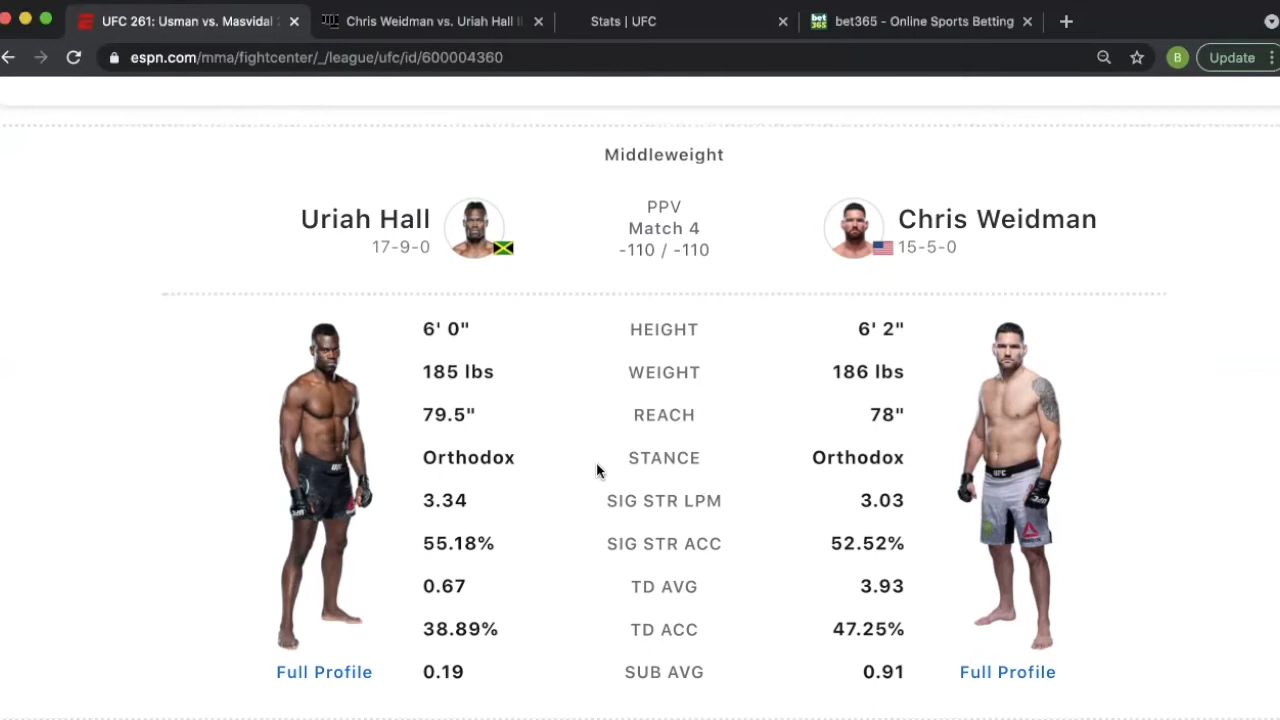 UFC 261: Usman vs. Masvidal
Chris Weidman vs. Uriah Hall
Stats | UFC
bet365 - Online Sports Betting
espn.com/mma/fightcenter/_/league/ufc/id/600004360
B
Update
Middleweight
Uriah Hall
17-9-0
PPV
Match 4
-110 / -110
Chris Weidman
15-5-0
6' 0" HEIGHT 6' 2"
185 lbs WEIGHT 186 lbs
79.5" REACH 78"
Orthodox STANCE Orthodox
3.34 SIG STR LPM 3.03
55.18% SIG STR ACC 52.52%
0.67 TD AVG 3.93
38.89% TD ACC 47.25%
Full Profile 0.19 SUB AVG 0.91 Full Profile